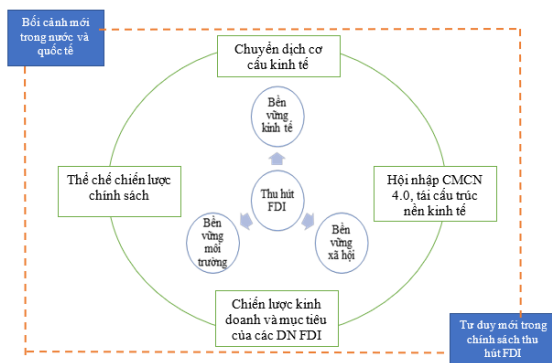 Bối cảnh mới
trong nước và
quốc tế
Chuyển dịch cơ
cấu kinh tế
Bền
vững
kinh tế
Thể chế chiến lược
chính sách
Thu hút
FDI
Hội nhập CMCN
4.0, tái cấu trúc
nền kinh tế
Bền
vững
môi
trường
Bền
vững
xã hội
Chiến lược kinh
doanh và mục tiêu
của các DN FDI
Tư duy mới trong
chính sách thu
hút FDI